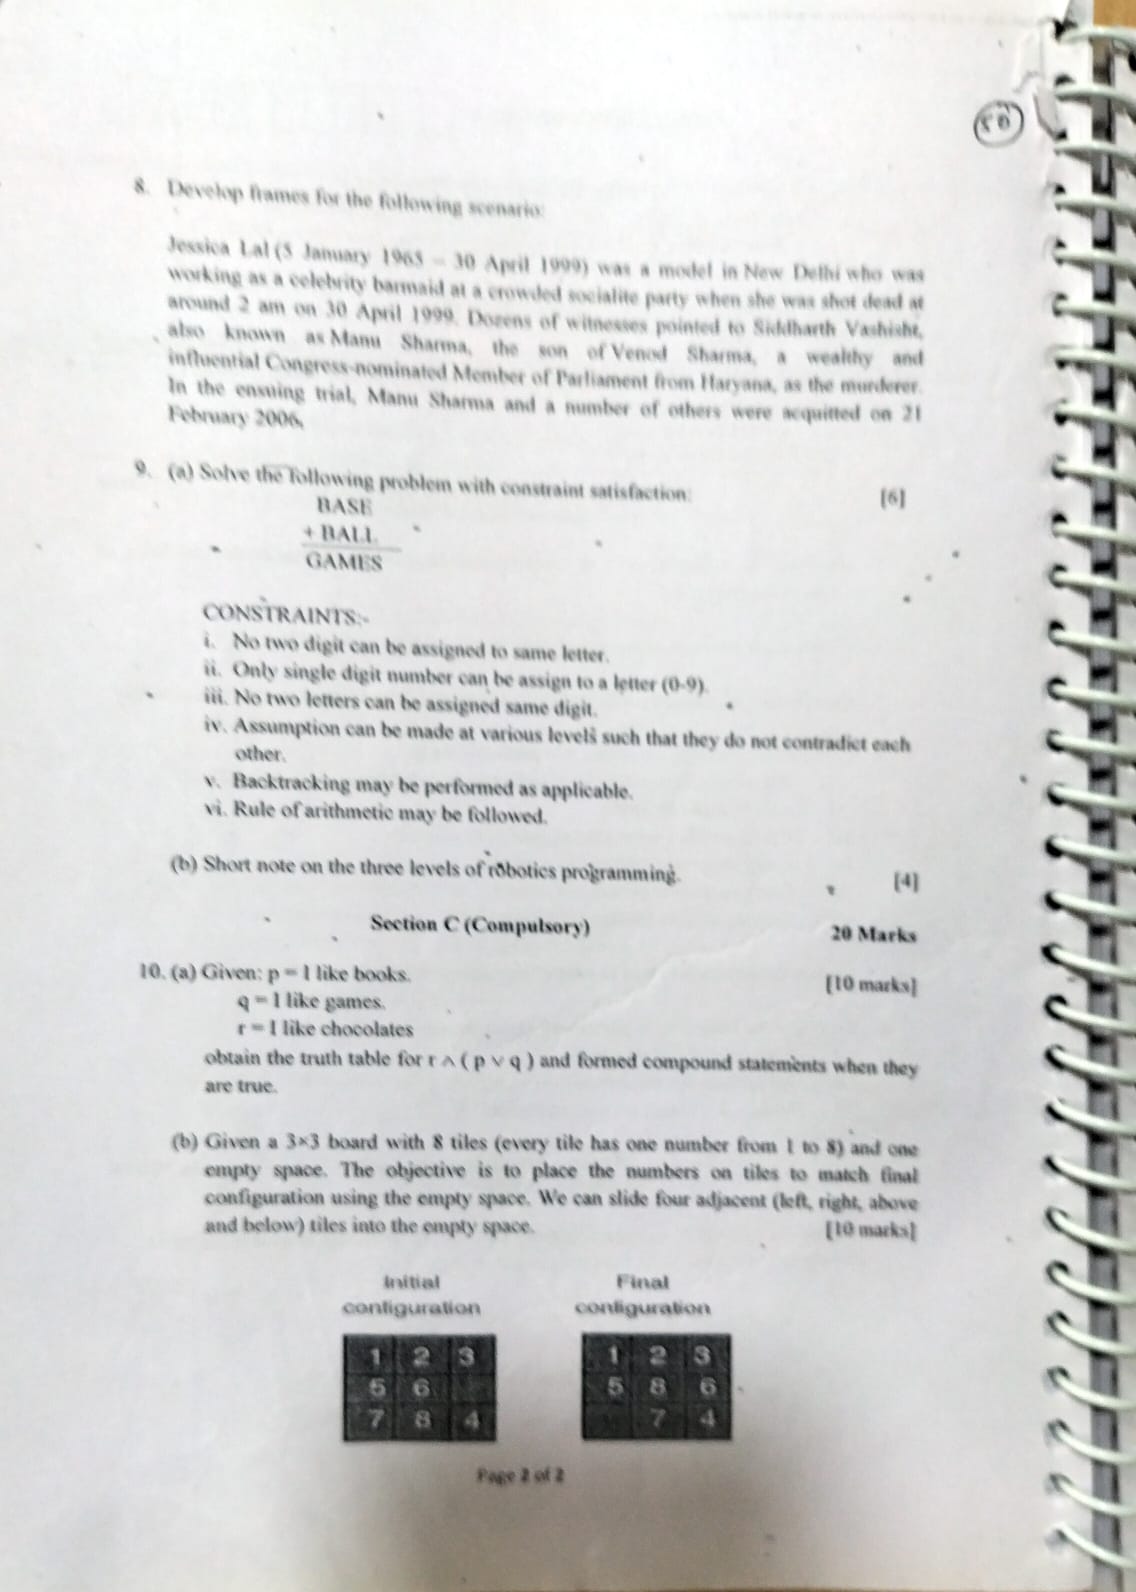 50
8. Develop frames for the following scenario:
Jessica Lal (5 January 1965 – 30 April 1999) was a model in New Delhi who was
working as a celebrity barmaid at a crowded socialite party when she was shot dead at
around 2 am on 30 April 1999. Dozens of witnesses pointed to Siddharth Vashisht,
also known as Manu Sharma, the son of Venod Sharma, a wealthy and
influential Congress-nominated Member of Parliament from Haryana, as the murderer.
In the ensuing trial, Manu Sharma and a number of others were acquitted on 21
February 2006.
9. (a) Solve the following problem with constraint satisfaction: [6]
BASE
+ BALL
GAMES
CONSTRAINTS:-
i. No two digit can be assigned to same letter.
ii. Only single digit number can be assign to a letter (0-9).
iii. No two letters can be assigned same digit.
iv. Assumption can be made at various levels such that they do not contradict each
other.
v. Backtracking may be performed as applicable.
vi. Rule of arithmetic may be followed.
(b) Short note on the three levels of robotics programming. [4]
Section C (Compulsory) 20 Marks
10. (a) Given: p = I like books. [10 marks]
q = I like games.
r = I like chocolates
obtain the truth table for r ∧ ( p ∨ q ) and formed compound statements when they
are true.
(b) Given a 3×3 board with 8 tiles (every tile has one number from 1 to 8) and one
empty space. The objective is to place the numbers on tiles to match final
configuration using the empty space. We can slide four adjacent (left, right, above
and below) tiles into the empty space. [10 marks]
Initial Final
configuration configuration
1 2 3 1 2 3
5 6 5 8 6
7 8 4 7 4
Page 2 of 2